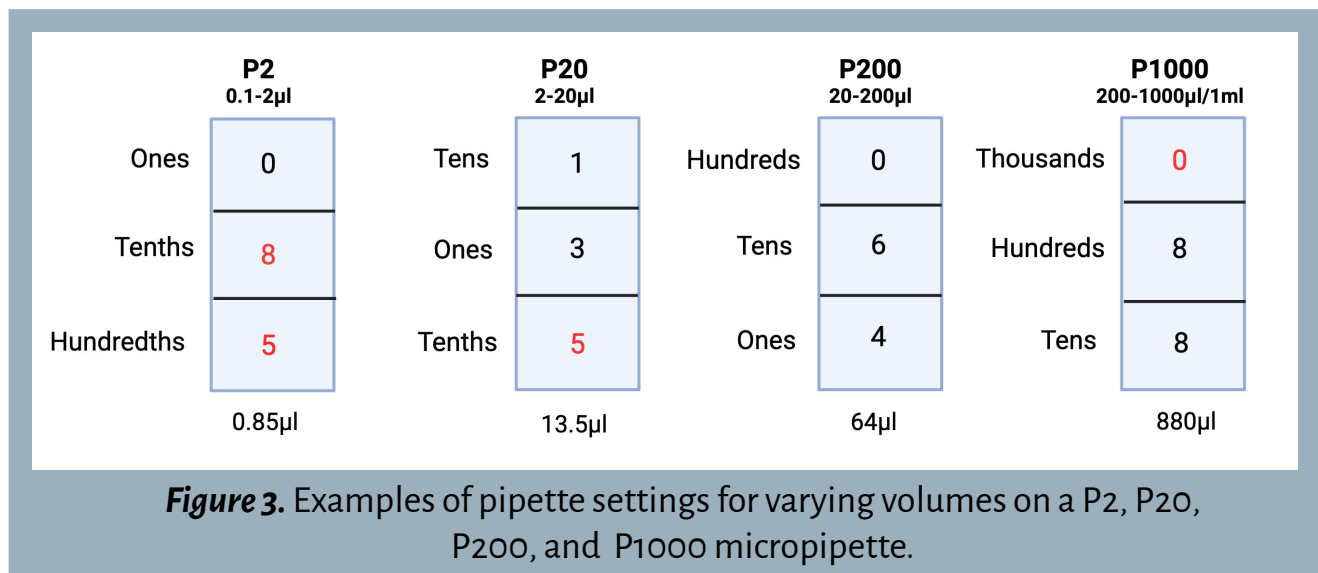 P2
0.1-2µl
Ones 0
Tenths 8
Hundredths 5
0.85µl
P20
2-20µl
Tens 1
Ones 3
Tenths 5
13.5µl
P200
20-200µl
Hundreds 0
Tens 6
Ones 4
64µl
P1000
200-1000µl/1ml
Thousands 0
Hundreds 8
Tens 8
880µl
Figure 3. Examples of pipette settings for varying volumes on a P2, P20,
P200, and P1000 micropipette.